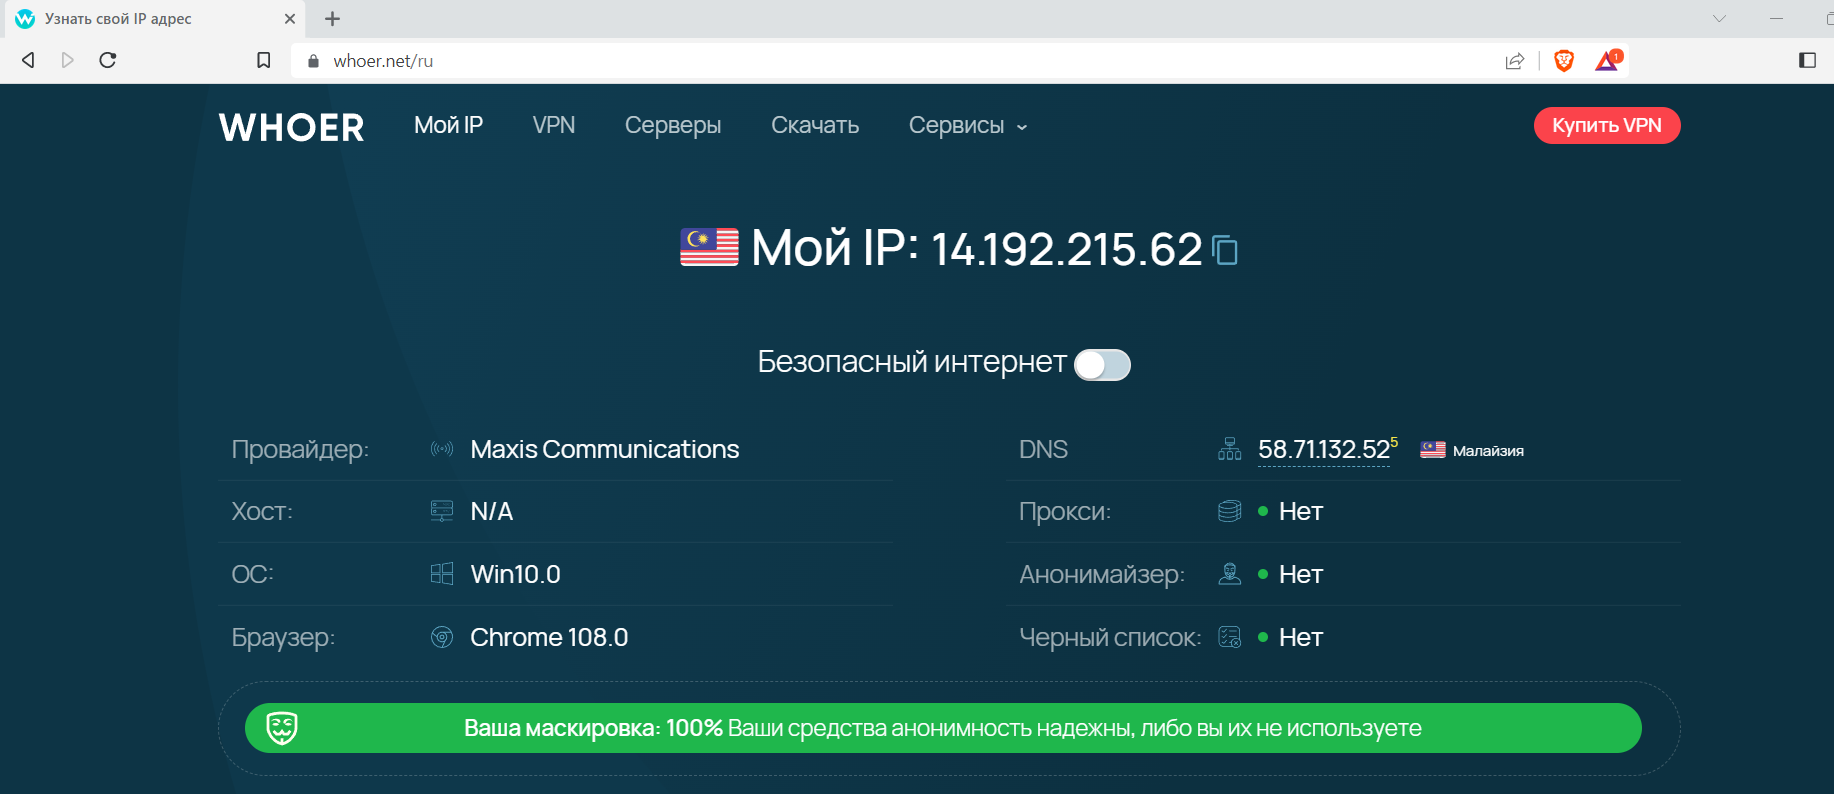 Узнать свой IP адрес
whoer.net/ru
1
WHOER Мой IP VPN Серверы Скачать Сервисы Купить VPN
Мой IP: 14.192.215.62
Безопасный интернет
Провайдер: Maxis Communications
DNS 58.71.132.52 5 Малайзия
Хост: N/A
Прокси: Нет
ОС: Win10.0
Анонимайзер: Нет
Браузер: Chrome 108.0
Черный список: Нет
Ваша маскировка: 100% Ваши средства анонимность надежны, либо вы их не используете